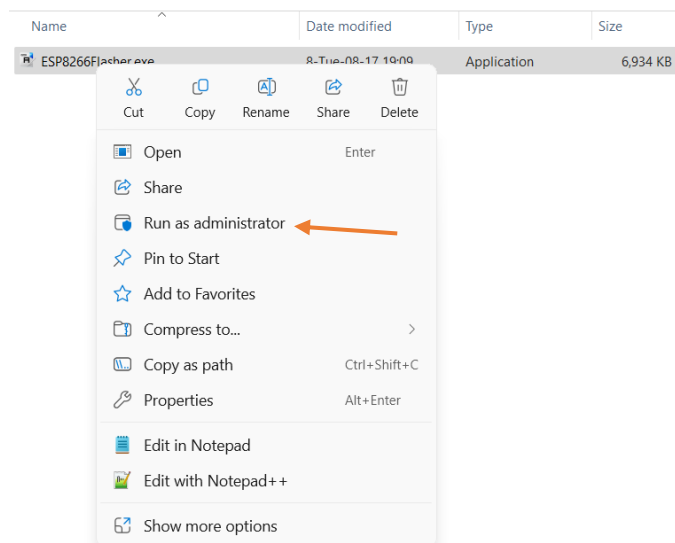 Name Date modified Type Size
ESP8266Flasher.exe 8-Tue-08-17 19:09 Application 6,934 KB
Cut Copy Rename Share Delete
Open Enter
Share
Run as administrator
Pin to Start
Add to Favorites
Compress to...
Copy as path Ctrl+Shift+C
Properties Alt+Enter
Edit in Notepad
Edit with Notepad++
Show more options